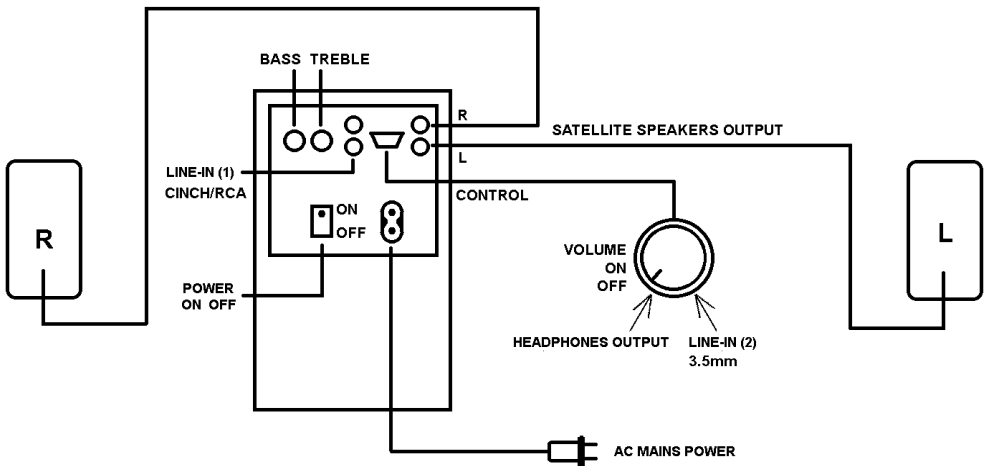 BASS TREBLE
R
SATELLITE SPEAKERS OUTPUT
L
LINE-IN (1)
CINCH/RCA
CONTROL
ON
OFF
R
L
VOLUME
ON
OFF
POWER
ON OFF
HEADPHONES OUTPUT
LINE-IN (2)
3.5mm
AC MAINS POWER